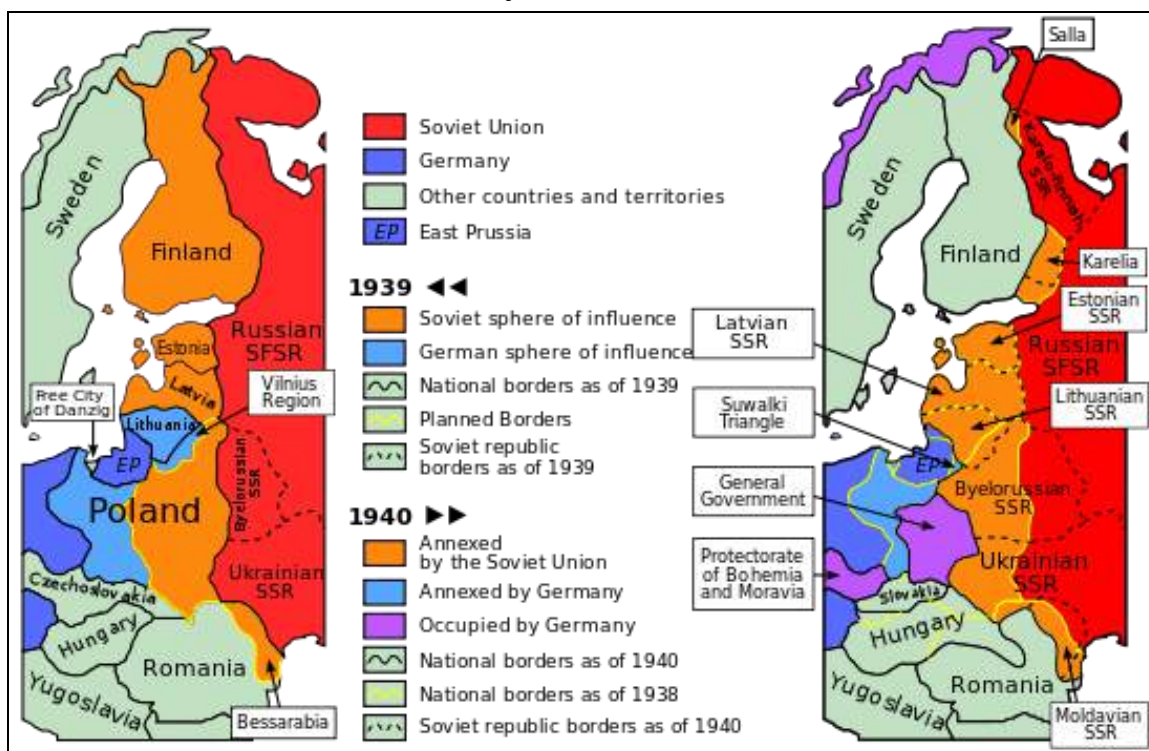 Sweden
Finland
Estonia
Latvia
Lithuania
Russian
SFSR
Free City
of Danzig
Vilnius
Region
EP
Poland
Byelorussian
SSR
Ukrainian
SSR
Czechoslovakia
Hungary
Romania
Yugoslavia
Bessarabia
Soviet Union
Germany
Other countries and territories
EP East Prussia
1939 ◄◄
Soviet sphere of influence
German sphere of influence
National borders as of 1939
Planned Borders
Soviet republic
borders as of 1939
1940 ►►
Annexed
by the Soviet Union
Annexed by Germany
Occupied by Germany
National borders as of 1940
National borders as of 1938
Soviet republic borders as of 1940
Salla
Sweden
Karelo-Finnish
SSR
Finland
Karelia
Estonian
SSR
Latvian
SSR
Russian
SFSR
Lithuanian
SSR
Suwalki
Triangle
EP
General
Government
Byelorussian
SSR
Protectorate
of Bohemia
and Moravia
Ukrainian
SSR
Slovakia
Hungary
Romania
Yugoslavia
Moldavian
SSR